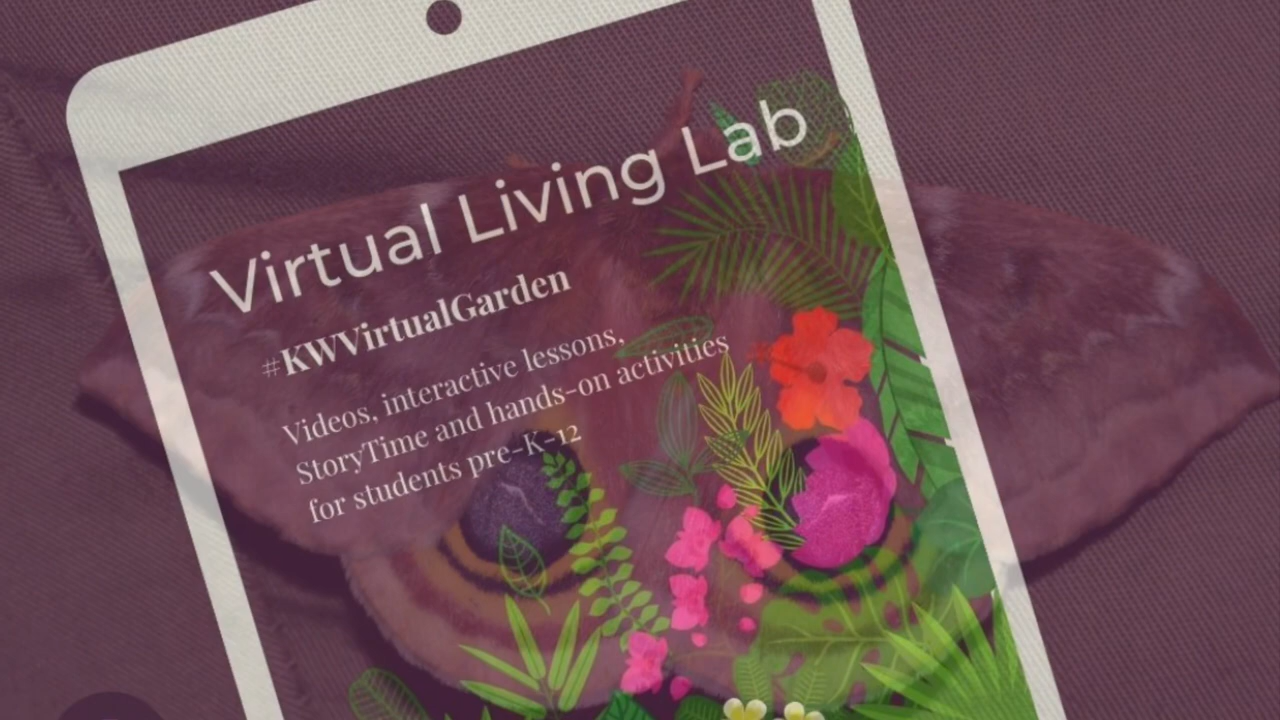 Virtual Living Lab
#KWVirtualGarden
Videos, interactive lessons,
StoryTime and hands-on activities
for students pre-K-12